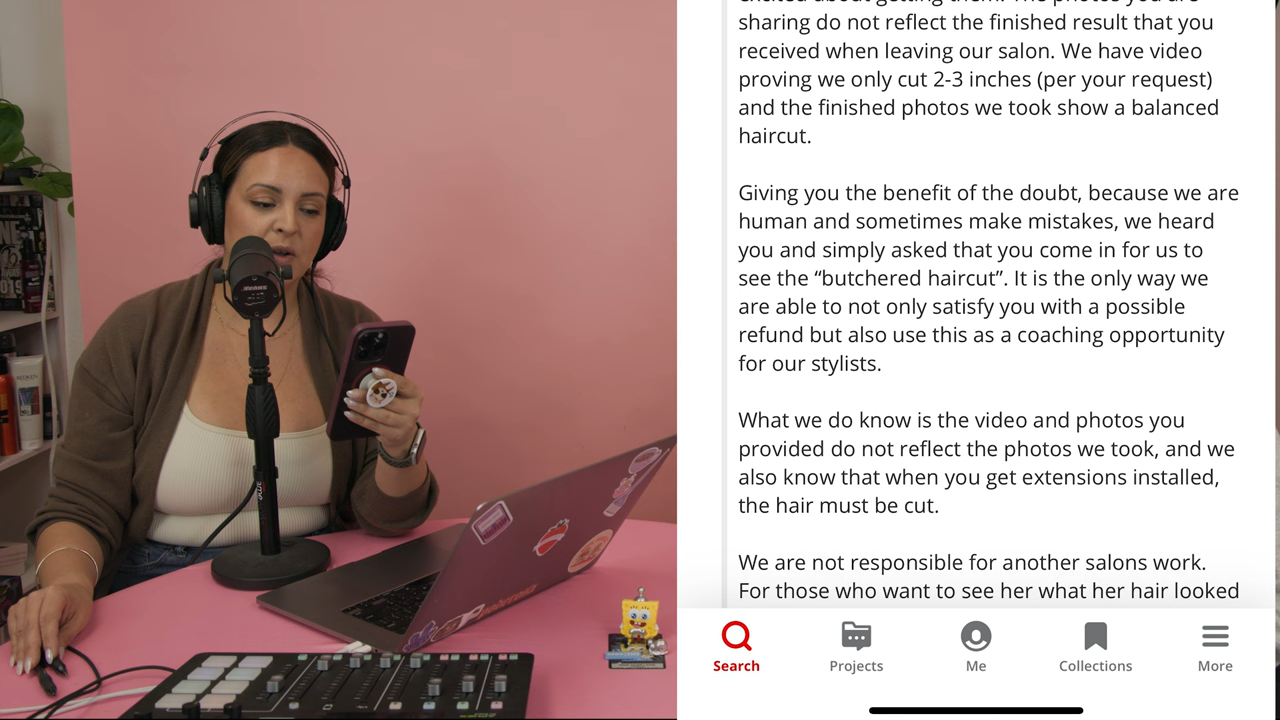 sharing do not reflect the finished result that you
received when leaving our salon. We have video
proving we only cut 2-3 inches (per your request)
and the finished photos we took show a balanced
haircut.
Giving you the benefit of the doubt, because we are
human and sometimes make mistakes, we heard
you and simply asked that you come in for us to
see the “butchered haircut”. It is the only way we
are able to not only satisfy you with a possible
refund but also use this as a coaching opportunity
for our stylists.
What we do know is the video and photos you
provided do not reflect the photos we took, and we
also know that when you get extensions installed,
the hair must be cut.
We are not responsible for another salons work.
For those who want to see her what her hair looked
Search
Projects
Me
Collections
More